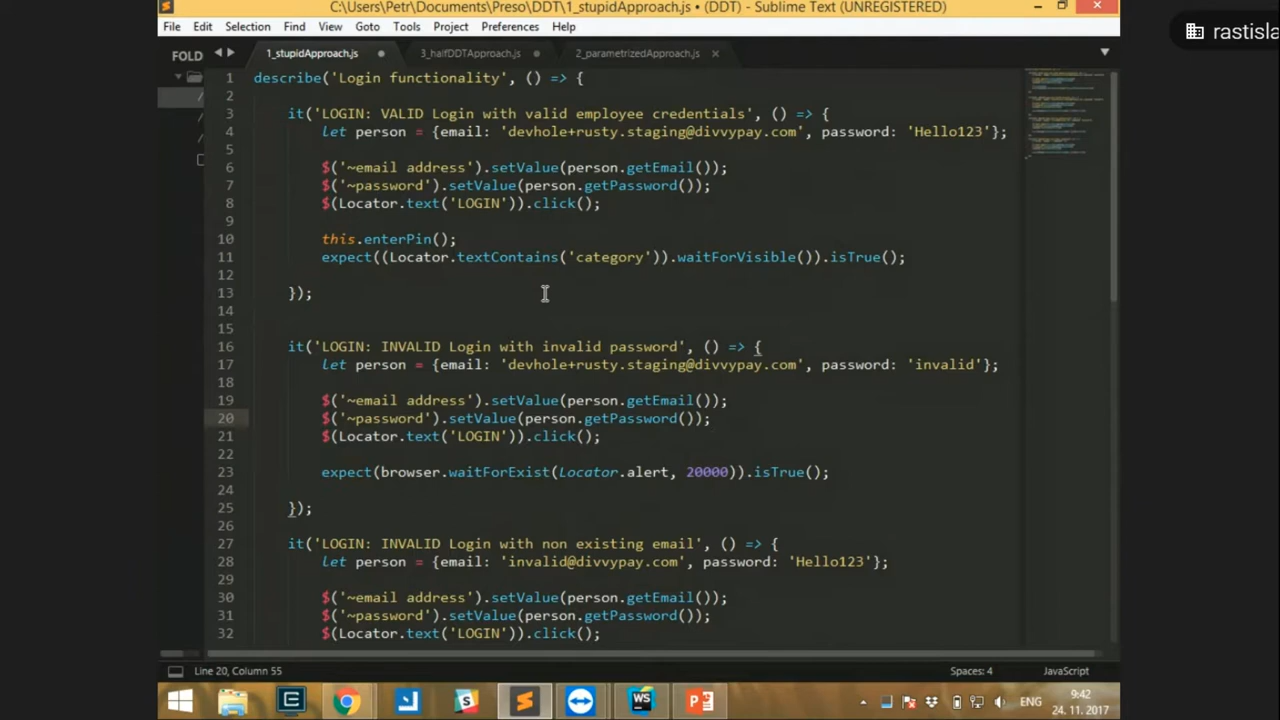 C:\Users\Petr\Documents\Preso\DDT\1_stupidApproach.js • (DDT) - Sublime Text (UNREGISTERED)
rastisla
File Edit Selection Find View Goto Tools Project Preferences Help
FOLD
1_stupidApproach.js 3_halfDDTApproach.js 2_parametrizedApproach.js
1 describe('Login functionality', () => {
2
3 it('LOGIN: VALID Login with valid employee credentials', () => {
4 let person = {email: 'devhole+rusty.staging@divvypay.com', password: 'Hello123'};
5
6 $('~email address').setValue(person.getEmail());
7 $('~password').setValue(person.getPassword());
8 $(Locator.text('LOGIN')).click();
9
10 this.enterPin();
11 expect((Locator.textContains('category')).waitForVisible()).isTrue();
12
13 });
14
15
16 it('LOGIN: INVALID Login with invalid password', () => {
17 let person = {email: 'devhole+rusty.staging@divvypay.com', password: 'invalid'};
18
19 $('~email address').setValue(person.getEmail());
20 $('~password').setValue(person.getPassword());
21 $(Locator.text('LOGIN')).click();
22
23 expect(browser.waitForExist(Locator.alert, 20000)).isTrue();
24
25 });
26
27 it('LOGIN: INVALID Login with non existing email', () => {
28 let person = {email: 'invalid@divvypay.com', password: 'Hello123'};
29
30 $('~email address').setValue(person.getEmail());
31 $('~password').setValue(person.getPassword());
32 $(Locator.text('LOGIN')).click();
Line 20, Column 55 Spaces: 4 JavaScript
ENG
9:42
24. 11. 2017